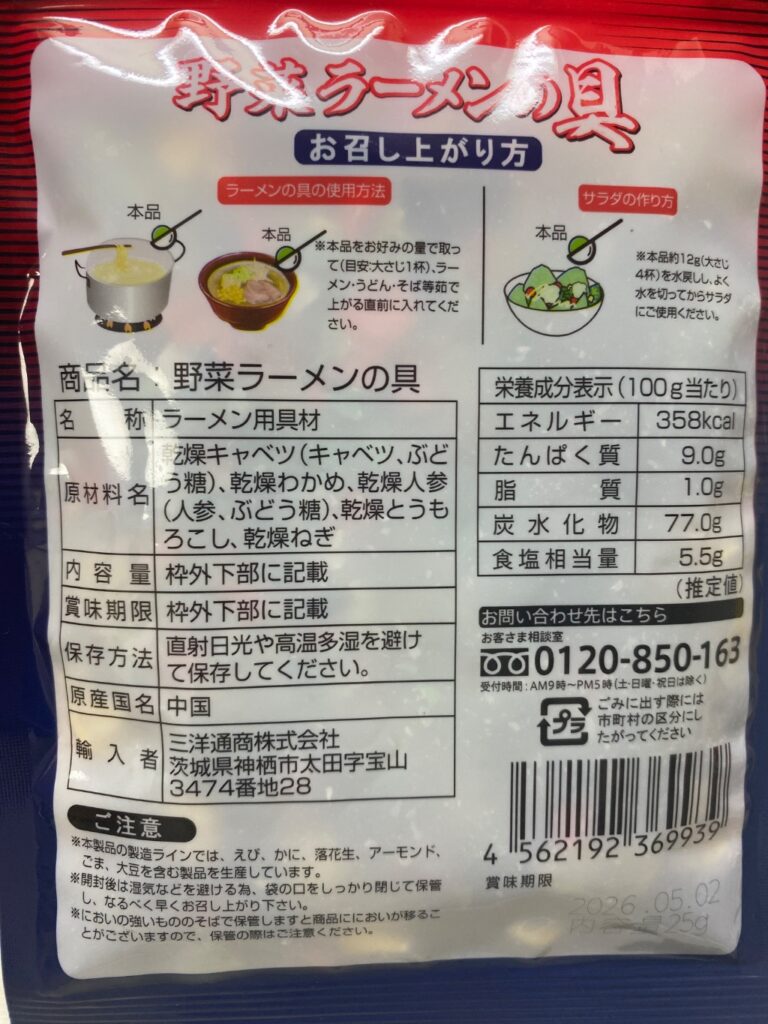 野菜ラーメンの具
お召し上がり方
ラーメンの具の使用方法
本品
本品
※本品をお好みの量で取っ
て(目安:大さじ1杯)、ラー
メン・うどん・そば等茹で
上がる直前に入れてくだ
さい。
サラダの作り方
本品
※本品約12g(大さじ
4杯)を水戻しし、よく
水を切ってからサラダ
にご使用ください。
商品名:野菜ラーメンの具
名称 ラーメン用具材
原材料名 乾燥キャベツ(キャベツ、ぶど
う糖)、乾燥わかめ、乾燥人参
(人参、ぶどう糖)、乾燥とうも
ろこし、乾燥ねぎ
内容量 枠外下部に記載
賞味期限 枠外下部に記載
保存方法 直射日光や高温多湿を避け
て保存してください。
原産国名 中国
輸入者 三洋通商株式会社
茨城県神栖市太田字宝山
3474番地28
ご注意
※本製品の製造ラインでは、えび、かに、落花生、アーモンド、
ごま、大豆を含む製品を生産しています。
※開封後は湿気などを避ける為、袋の口をしっかり閉じて保管
し、なるべく早くお召し上がり下さい。
※においの強いもののそばで保管しますと商品ににおいが移るこ
とがございますので、保管の際はご注意ください。
栄養成分表示(100g当たり)
エネルギー 358kcal
たんぱく質 9.0g
脂質 1.0g
炭水化物 77.0g
食塩相当量 5.5g
(推定値)
お問い合わせ先はこちら
お客さま相談室
0120-850-163
受付時間:AM9時~PM5時(土・日曜・祝日は除く)
プラ
ごみに出す際には
市町村の区分にし
たがってください
4 562192 369939
賞味期限
2026.05.02
内容量25g